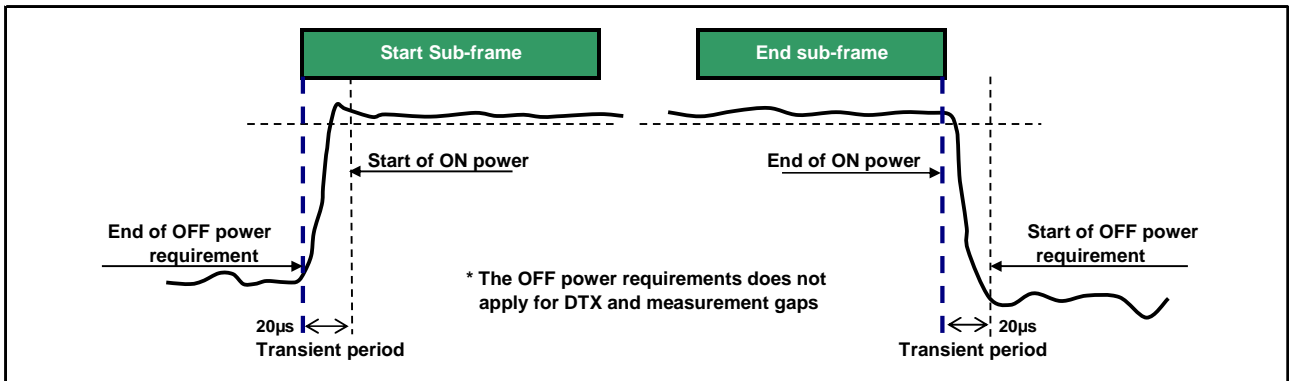 Start Sub-frame
End sub-frame
Start of ON power
End of ON power
End of OFF power
requirement
Start of OFF power
requirement
* The OFF power requirements does not
apply for DTX and measurement gaps
20µs
Transient period
20µs
Transient period